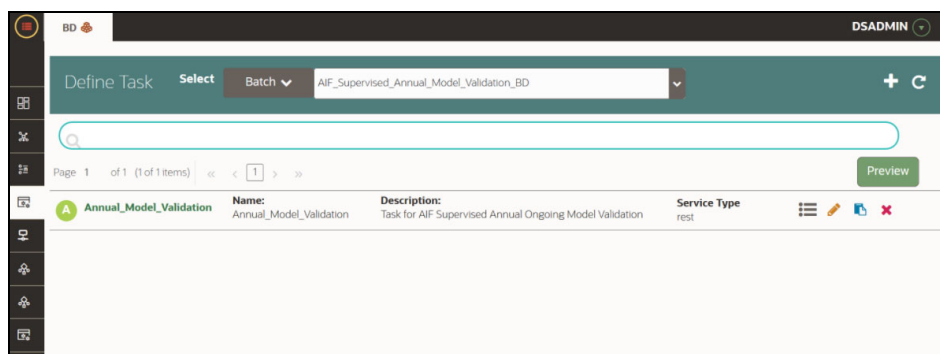 BD
DSADMIN
Define Task Select Batch AIF_Supervised_Annual_Model_Validation_BD
Page 1 of 1 (1 of 1 items) « < 1 > »
Preview
A Annual_Model_Validation
Name:
Annual_Model_Validation
Description:
Task for AIF Supervised Annual Ongoing Model Validation
Service Type
rest